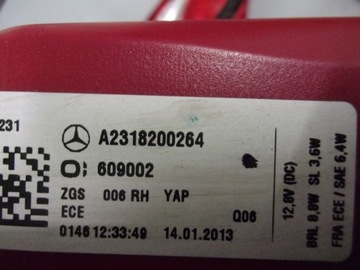 231
A2318200264
609002
ZGS 006 RH YAP
ECE Q06
0146 12:33:49 14.01.2013
12,8V (DC)
BRL 8,8W SL 3,6W
FRA ECE / SAE 6,4W